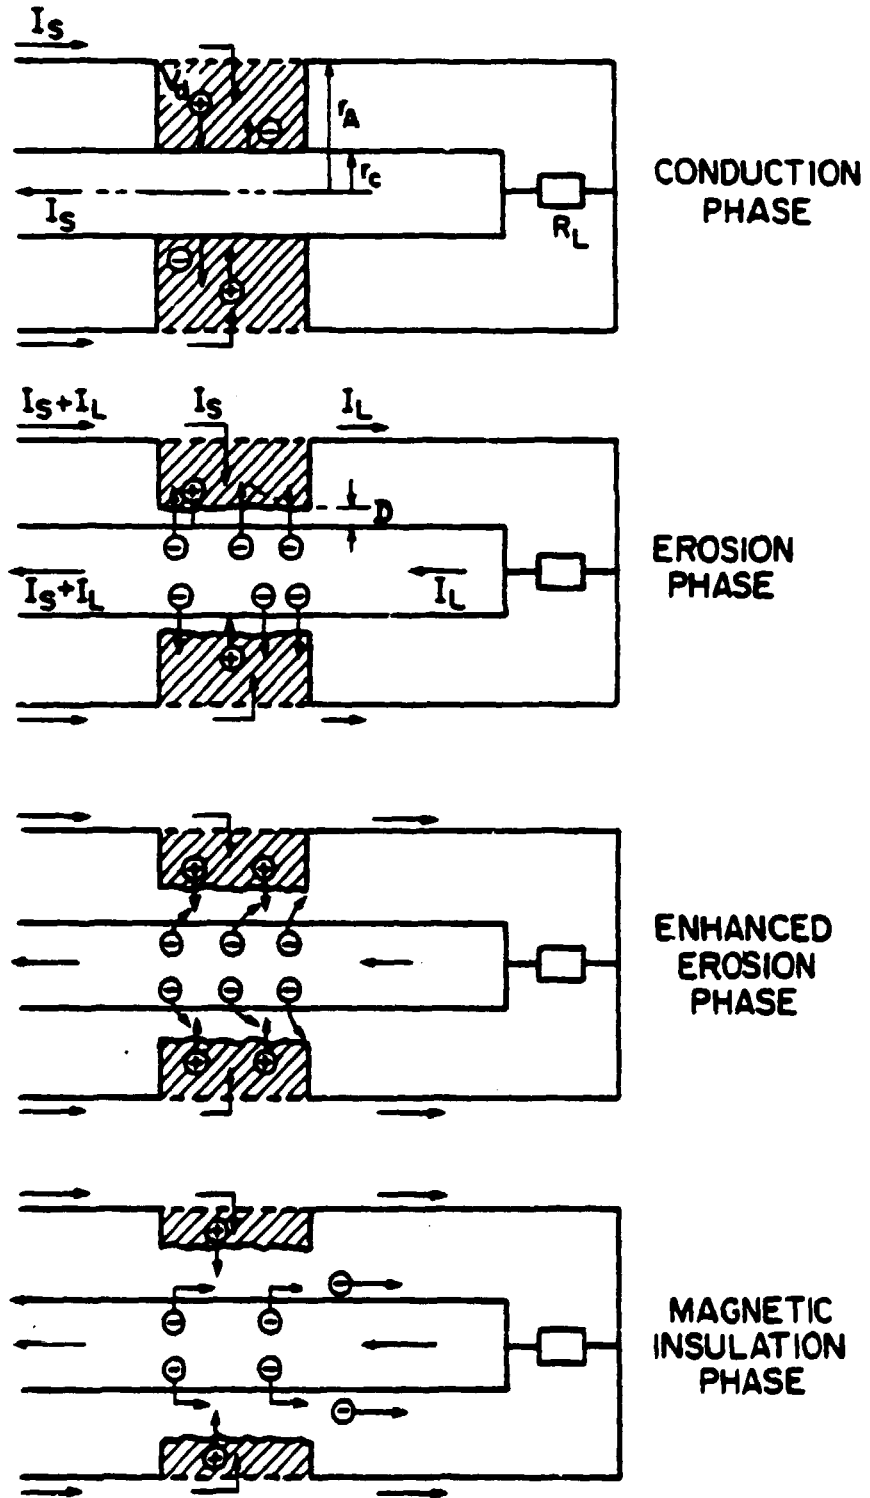 I_S
V_d
⊕
⊖
r_A
r_c
I_S
R_L
⊖
⊕
CONDUCTION
PHASE
I_S+I_L I_S I_L
⊕
D
⊖ ⊖ ⊖
I_S+I_L I_L
⊖ ⊖ ⊖
⊕
EROSION
PHASE
⊕ ⊕
⊖ ⊖ ⊖
⊖ ⊖ ⊖
⊕ ⊕
ENHANCED
EROSION
PHASE
⊕
⊖
⊖ ⊖
⊖ ⊖
⊖
⊕
MAGNETIC
INSULATION
PHASE